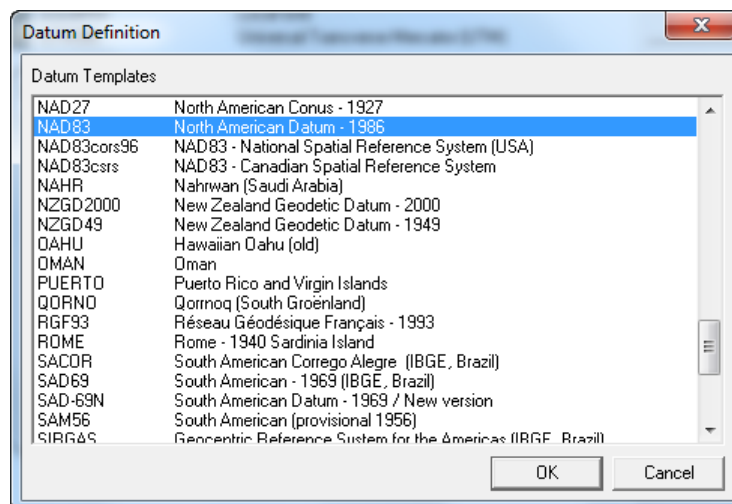 Datum Definition
Datum Templates
NAD27 North American Conus - 1927
NAD83 North American Datum - 1986
NAD83cors96 NAD83 - National Spatial Reference System (USA)
NAD83csrs NAD83 - Canadian Spatial Reference System
NAHR Nahrwan (Saudi Arabia)
NZGD2000 New Zealand Geodetic Datum - 2000
NZGD49 New Zealand Geodetic Datum - 1949
OAHU Hawaiian Oahu (old)
OMAN Oman
PUERTO Puerto Rico and Virgin Islands
QORNO Qornoq (South Groënland)
RGF93 Réseau Géodésique Français - 1993
ROME Rome - 1940 Sardinia Island
SACOR South American Corrego Alegre (IBGE, Brazil)
SAD69 South American - 1969 (IBGE, Brazil)
SAD-69N South American Datum - 1969 / New version
SAM56 South American (provisional 1956)
SIRGAS Geocentric Reference System for the Americas (IBGE, Brazil)
OK Cancel